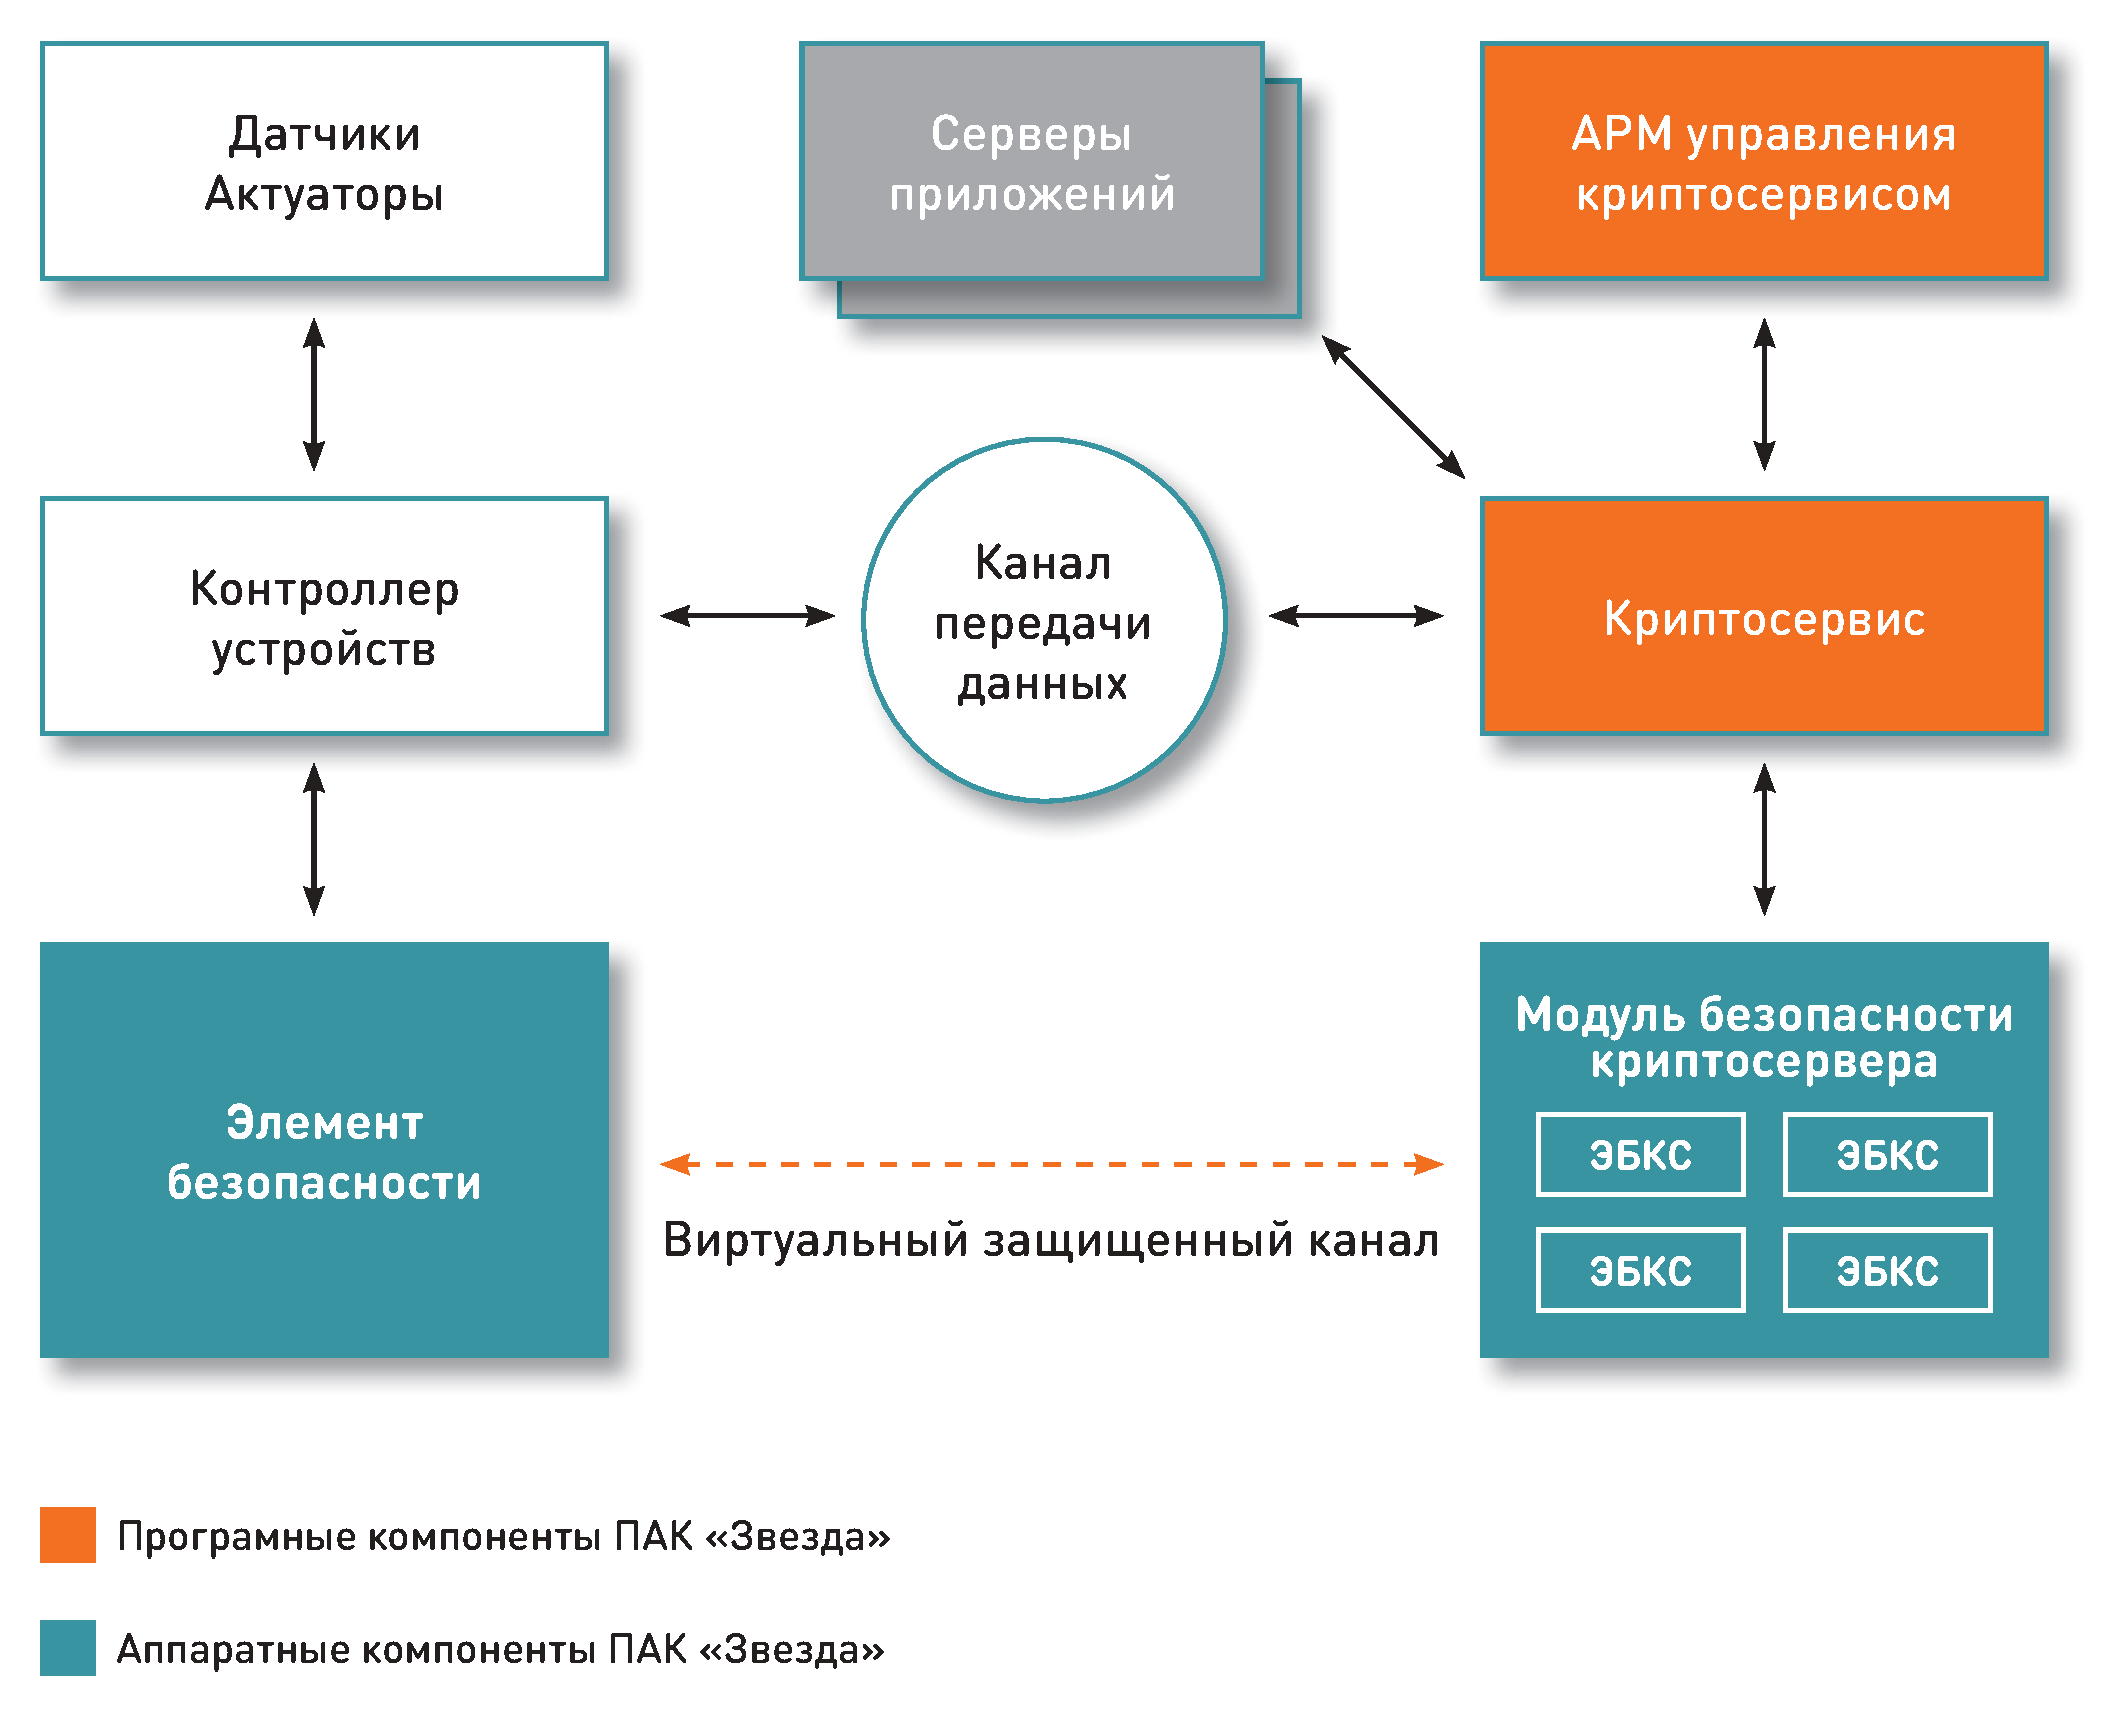 Датчики
Актуаторы
Серверы
приложений
АРМ управления
криптосервисом
Контроллер
устройств
Канал
передачи
данных
Криптосервис
Элемент
безопасности
Виртуальный защищенный канал
Модуль безопасности
криптосервера
ЭБКС
ЭБКС
ЭБКС
ЭБКС
Програмные компоненты ПАК «Звезда»
Аппаратные компоненты ПАК «Звезда»